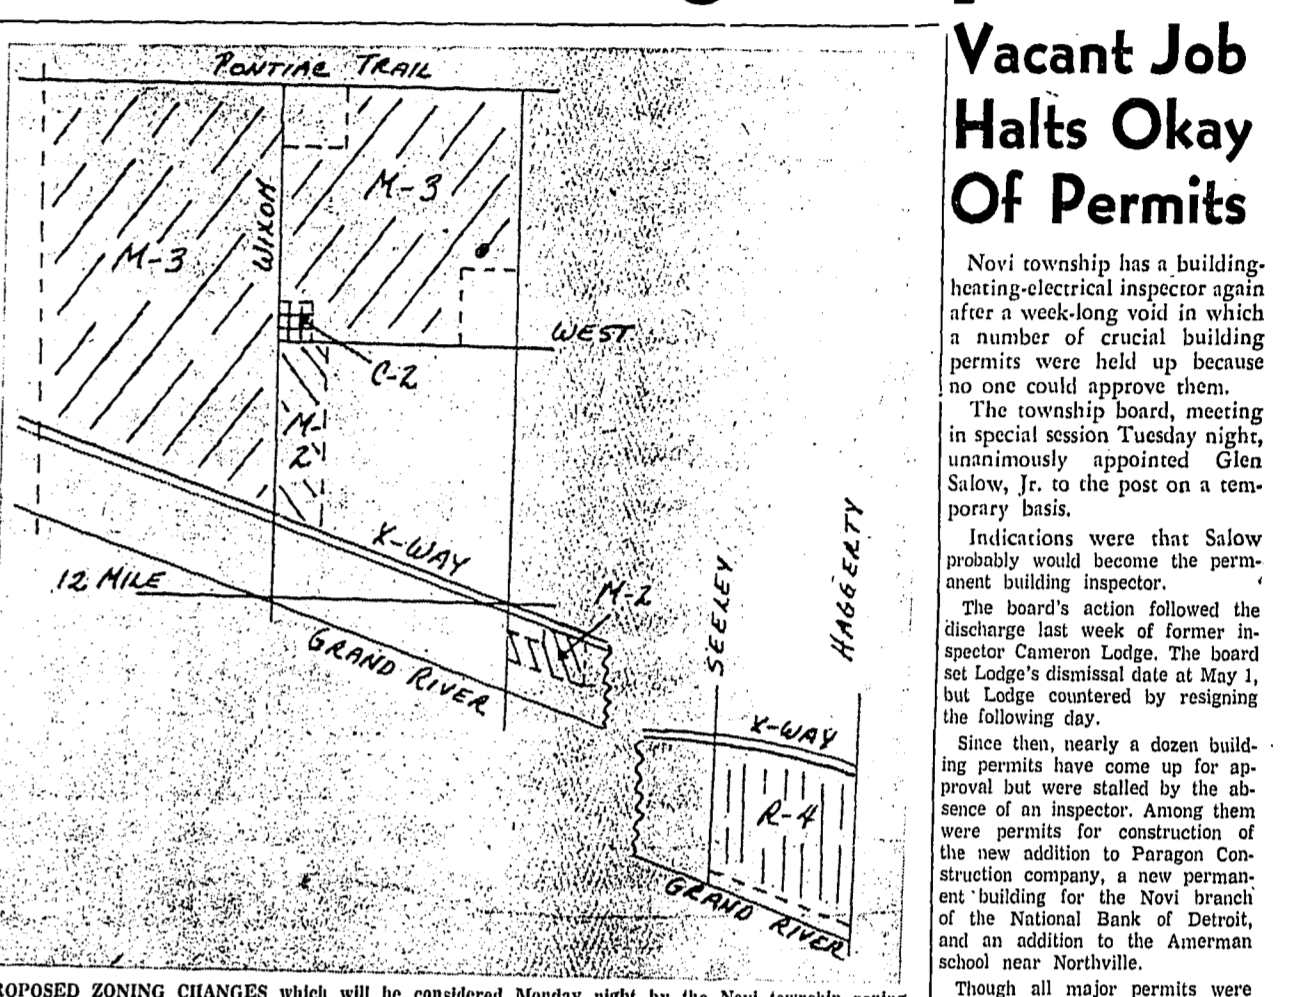 PONTIAC TRAIL
M-3
WIXOM
M-3
WEST
C-2
M-
2
X-WAY
12 MILE
M-2
GRAND RIVER
SEELEY
HAGGERTY
X-WAY
R-4
GRAND RIVER
ROPOSED ZONING CHANGES which will be considered Monday night by the Novi township zoning
Vacant Job
Halts Okay
Of Permits
Novi township has a building-
heating-electrical inspector again
after a week-long void in which
a number of crucial building
permits were held up because
no one could approve them.
The township board, meeting
in special session Tuesday night,
unanimously appointed Glen
Salow, Jr. to the post on a tem-
porary basis.
Indications were that Salow
probably would become the perm-
anent building inspector.
The board's action followed the
discharge last week of former in-
spector Cameron Lodge. The board
set Lodge's dismissal date at May 1,
but Lodge countered by resigning
the following day.
Since then, nearly a dozen build-
ing permits have come up for ap-
proval but were stalled by the ab-
sence of an inspector. Among them
were permits for construction of
the new addition to Paragon Con-
struction company, a new perman-
ent building for the Novi branch
of the National Bank of Detroit,
and an addition to the Amerman
school near Northville.
Though all major permits were